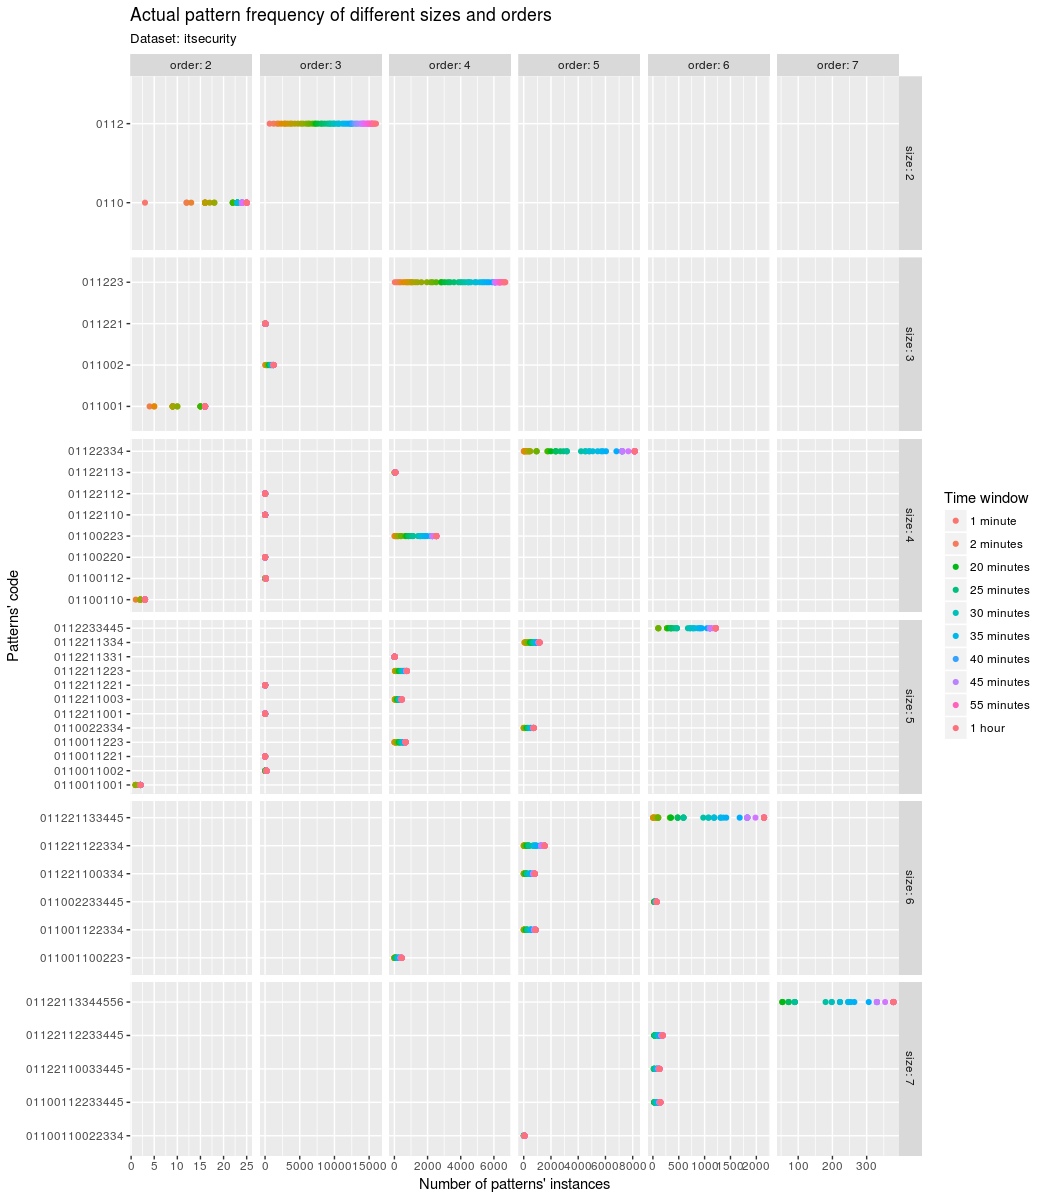 Actual pattern frequency of different sizes and orders
Dataset: itsecurity
order: 2 order: 3 order: 4 order: 5 order: 6 order: 7
0112
0110
size: 2
011223
011221
011002
011001
size: 3
01122334
01122113
01122112
01122110
01100223
01100220
01100112
01100110
size: 4
0112233445
0112211334
0112211331
0112211223
0112211221
0112211003
0112211001
0110022334
0110011223
0110011221
0110011002
0110011001
size: 5
011221133445
011221122334
011221100334
011002233445
011001122334
011001100223
size: 6
01122113344556
01122112233445
01122110033445
01100112233445
01100110022334
size: 7
0 5 10 15 20 25 0 5000 10000 15000 0 2000 4000 6000 0 2000 4000 6000 8000 0 500 1000 1500 2000 100 200 300
Number of patterns' instances
Patterns' code
Time window
1 minute
2 minutes
20 minutes
25 minutes
30 minutes
35 minutes
40 minutes
45 minutes
55 minutes
1 hour